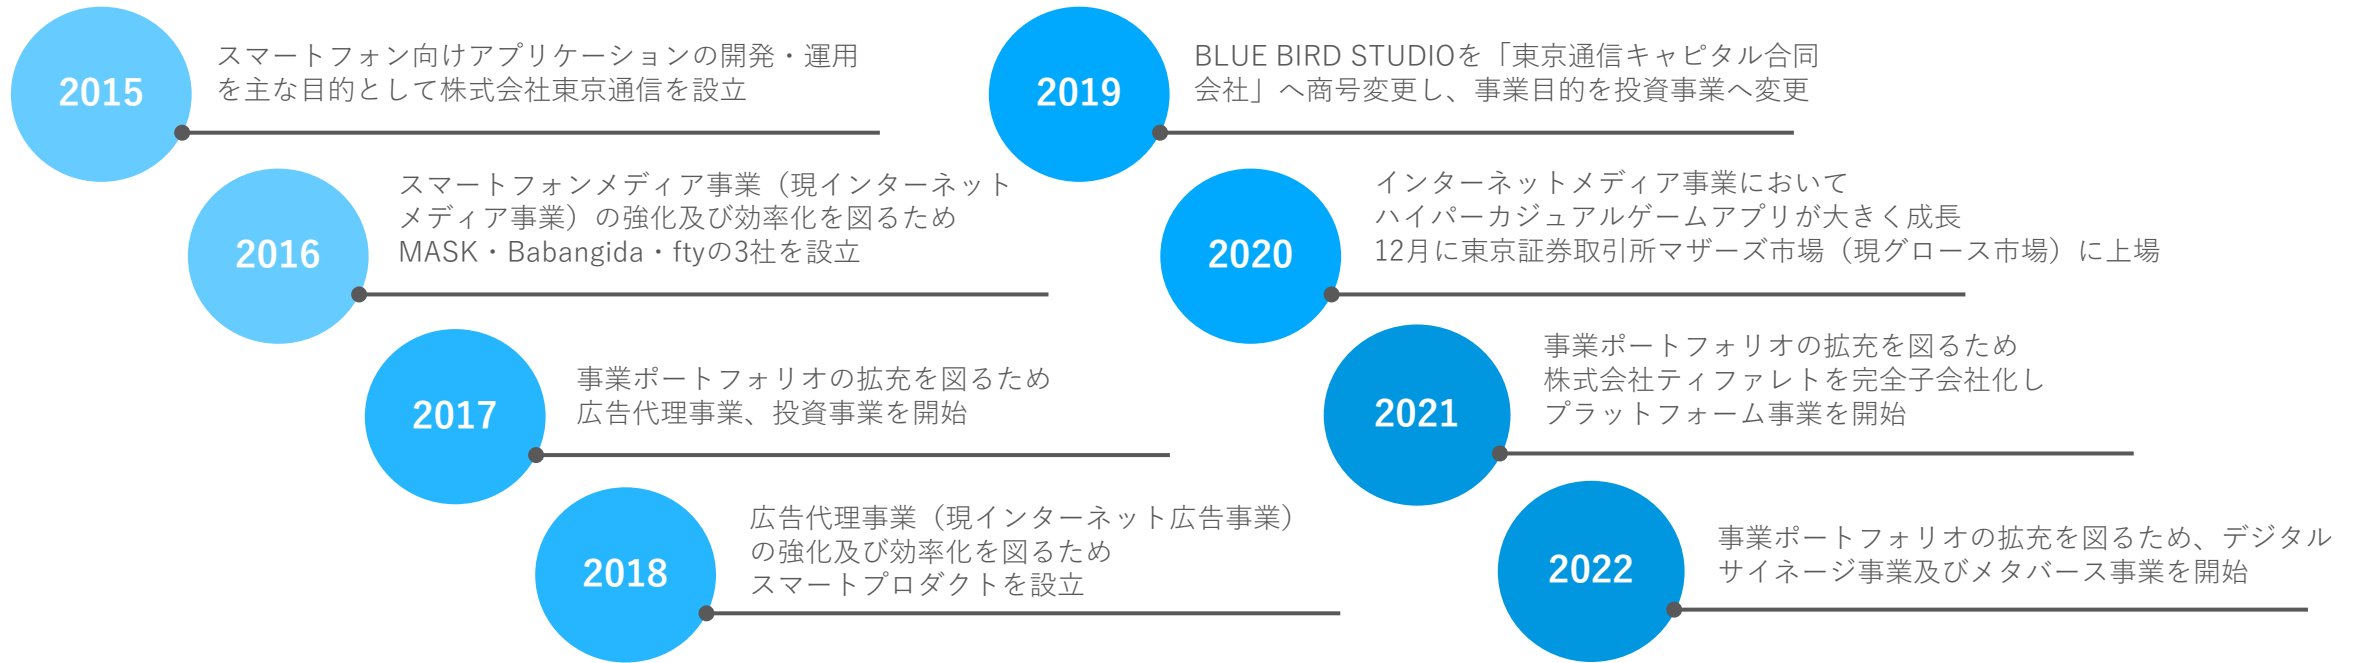 2015
スマートフォン向けアプリケーションの開発・運用
を主な目的として株式会社東京通信を設立
2016
スマートフォンメディア事業（現インターネット
メディア事業）の強化及び効率化を図るため
MASK・Babangida・ftyの3社を設立
2017
事業ポートフォリオの拡充を図るため
広告代理事業、投資事業を開始
2018
広告代理事業（現インターネット広告事業）
の強化及び効率化を図るため
スマートプロダクトを設立
2019
BLUE BIRD STUDIOを「東京通信キャピタル合同
会社」へ商号変更し、事業目的を投資事業へ変更
2020
インターネットメディア事業において
ハイパーカジュアルゲームアプリが大きく成長
12月に東京証券取引所マザーズ市場（現グロース市場）に上場
2021
事業ポートフォリオの拡充を図るため
株式会社ティファレトを完全子会社化し
プラットフォーム事業を開始
2022
事業ポートフォリオの拡充を図るため、デジタル
サイネージ事業及びメタバース事業を開始